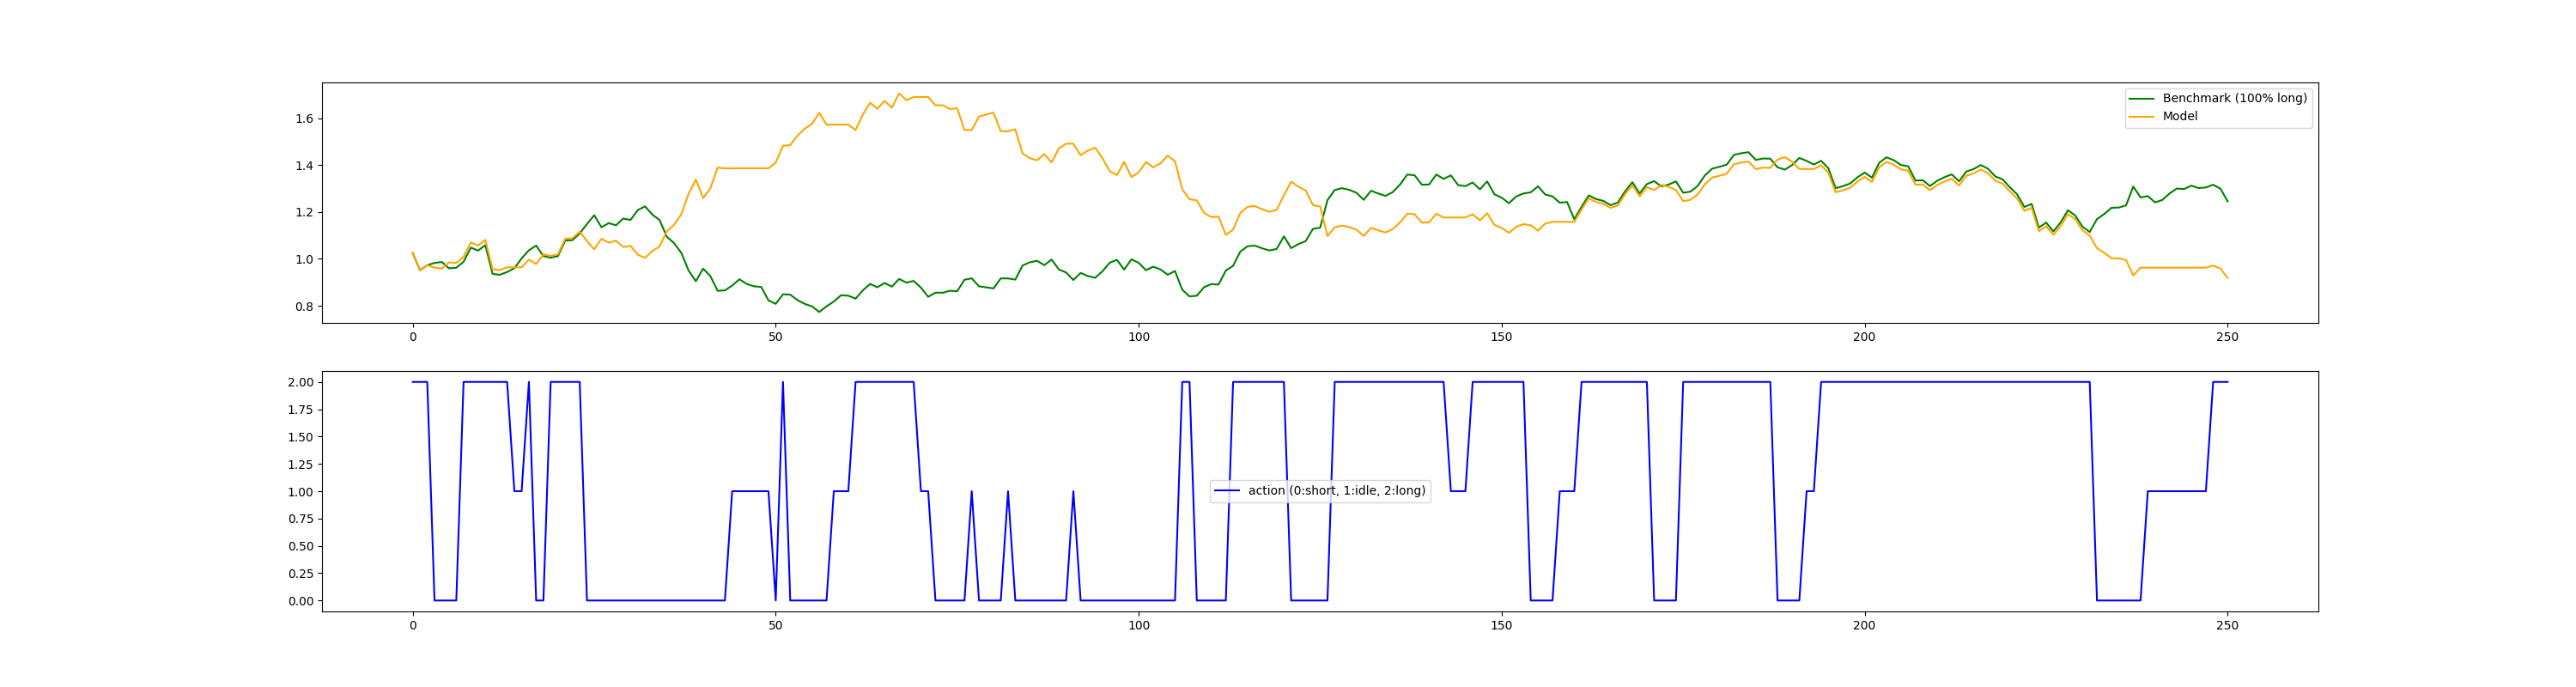 1.6
1.4
1.2
1.0
0.8
Benchmark (100% long)
Model
0 50 100 150 200 250
2.00
1.75
1.50
1.25
1.00
0.75
0.50
0.25
0.00
action (0:short, 1:idle, 2:long)
0 50 100 150 200 250